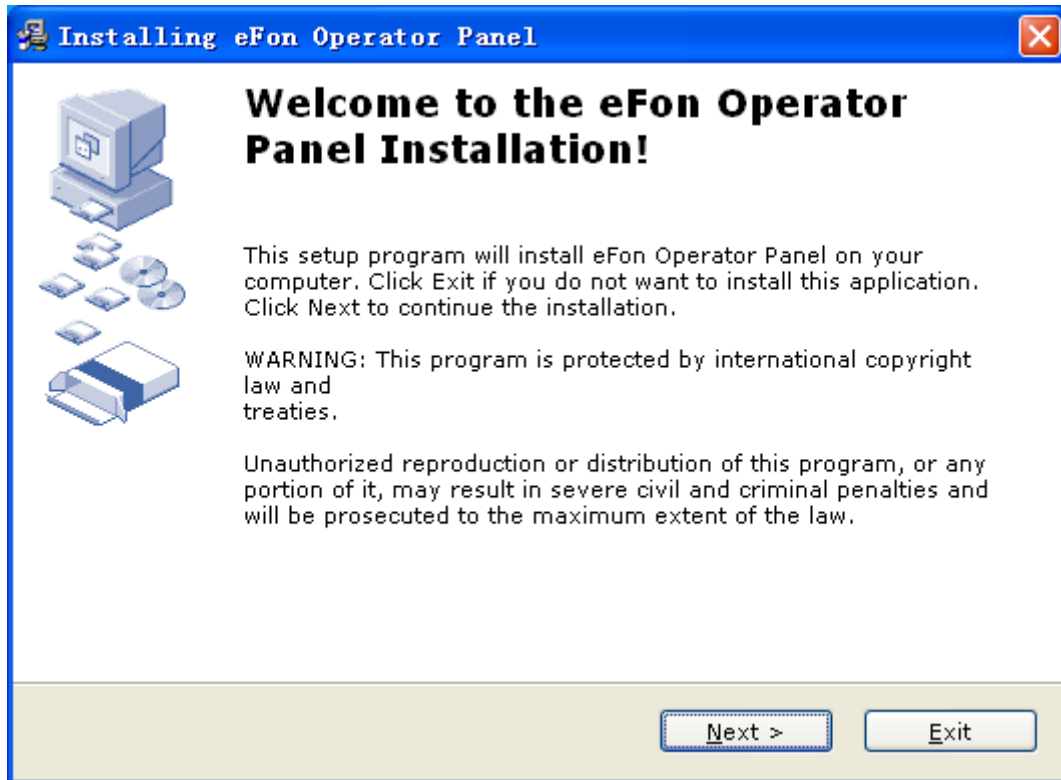 Installing eFon Operator Panel
Welcome to the eFon Operator
Panel Installation!
This setup program will install eFon Operator Panel on your
computer. Click Exit if you do not want to install this application.
Click Next to continue the installation.
WARNING: This program is protected by international copyright
law and
treaties.
Unauthorized reproduction or distribution of this program, or any
portion of it, may result in severe civil and criminal penalties and
will be prosecuted to the maximum extent of the law.
Next > Exit